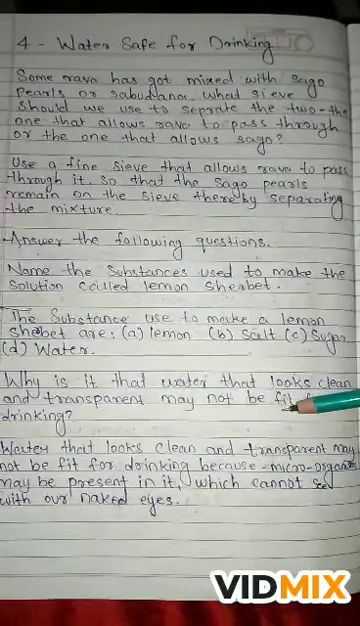 4 - Water Safe for Drinking
Some rava has got mixed with sago
pearls or sabudana. What sieve
should we use to seprate the two-the
one that allows rava to pass through
or the one that allows sago?
Use a fine sieve that allows rava to pass
through it. So that the sago pearls
remain on the sieve thereby separating
the mixture.
Answer the following questions.
Name the substances used to make the
solution called lemon sherbet.
The Substance use to make a lemon
sherbet are: (a) lemon (b) Salt (c) Sugar
(d) Water.
Why is it that water that looks clean
and transparent may not be fit
drinking?
Water that looks clean and transparent may
not be fit for drinking because micro-organ
may be present in it, which cannot see
with our naked eyes.
VIDMIX